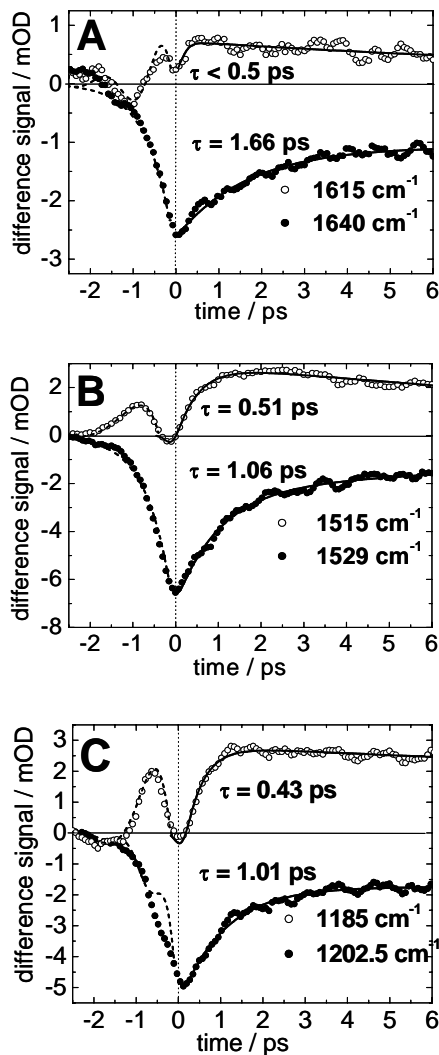 A
difference signal / mOD
1
0
-1
-2
-3
τ < 0.5 ps
τ = 1.66 ps
1615 cm⁻¹
1640 cm⁻¹
-2 -1 0 1 2 3 4 5 6
time / ps
B
difference signal / mOD
2
0
-2
-4
-6
-8
τ = 0.51 ps
τ = 1.06 ps
1515 cm⁻¹
1529 cm⁻¹
-2 -1 0 1 2 3 4 5 6
time / ps
C
difference signal / mOD
3
2
1
0
-1
-2
-3
-4
-5
τ = 0.43 ps
τ = 1.01 ps
1185 cm⁻¹
1202.5 cm⁻¹
-2 -1 0 1 2 3 4 5 6
time / ps